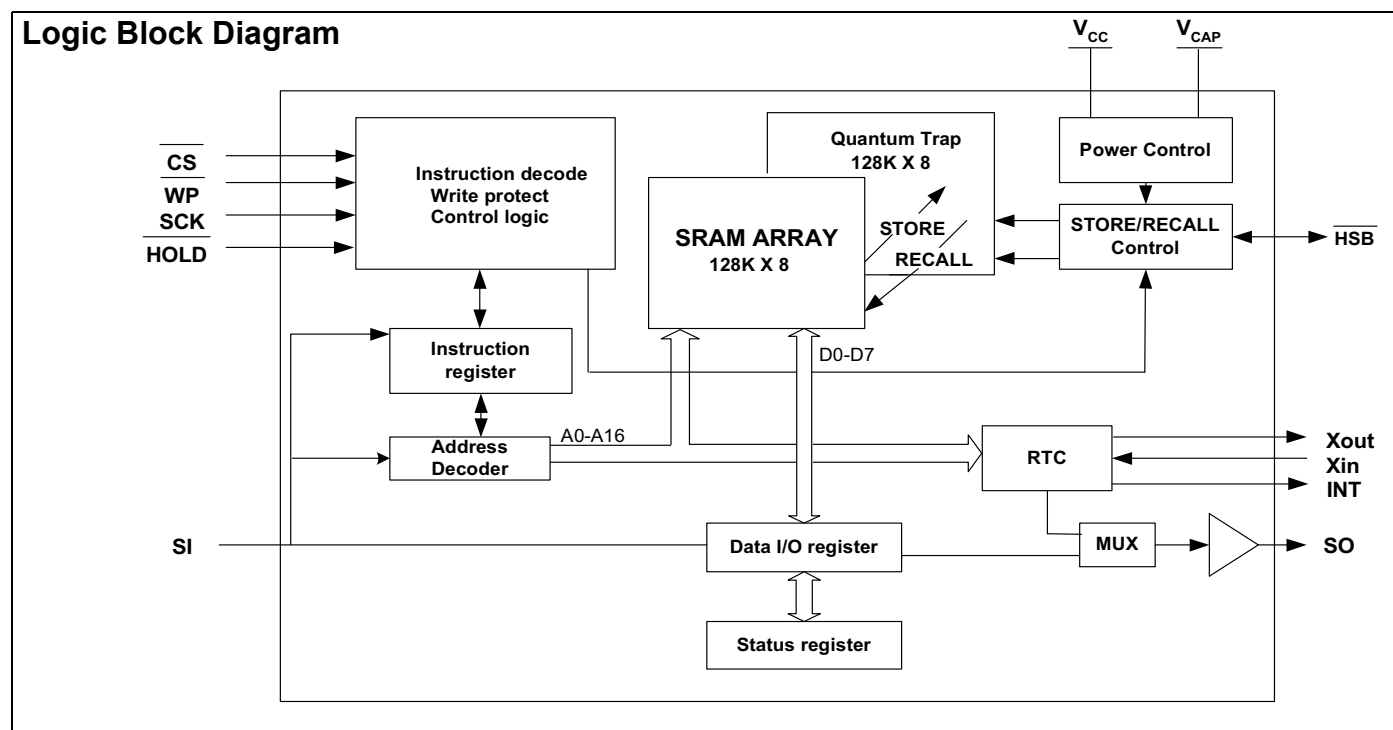 Logic Block Diagram
VCC
VCAP
CS
WP
SCK
HOLD
Instruction decode
Write protect
Control logic
Quantum Trap
128K X 8
SRAM ARRAY
128K X 8
STORE
RECALL
Power Control
STORE/RECALL
Control
HSB
Instruction
register
D0-D7
A0-A16
Address
Decoder
RTC
Xout
Xin
INT
SI
Data I/O register
MUX
SO
Status register